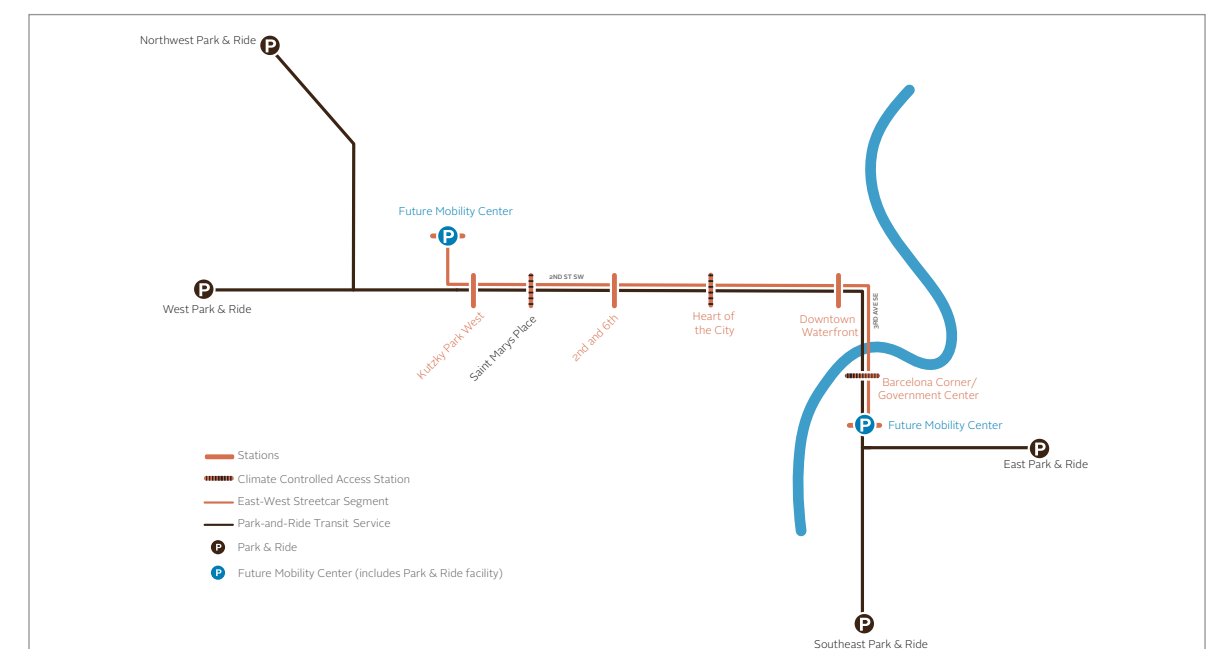 Northwest Park & Ride
P
Future Mobility Center
P
2ND ST SW
P
West Park & Ride
Kutzky Park West
Saint Marys Place
2nd and 6th
Heart of
the City
Downtown
Waterfront
3RD AVE SE
Barcelona Corner/
Government Center
P
Future Mobility Center
P
East Park & Ride
Stations
Climate Controlled Access Station
East-West Streetcar Segment
Park-and-Ride Transit Service
P
Park & Ride
P
Future Mobility Center (includes Park & Ride facility)
P
Southeast Park & Ride